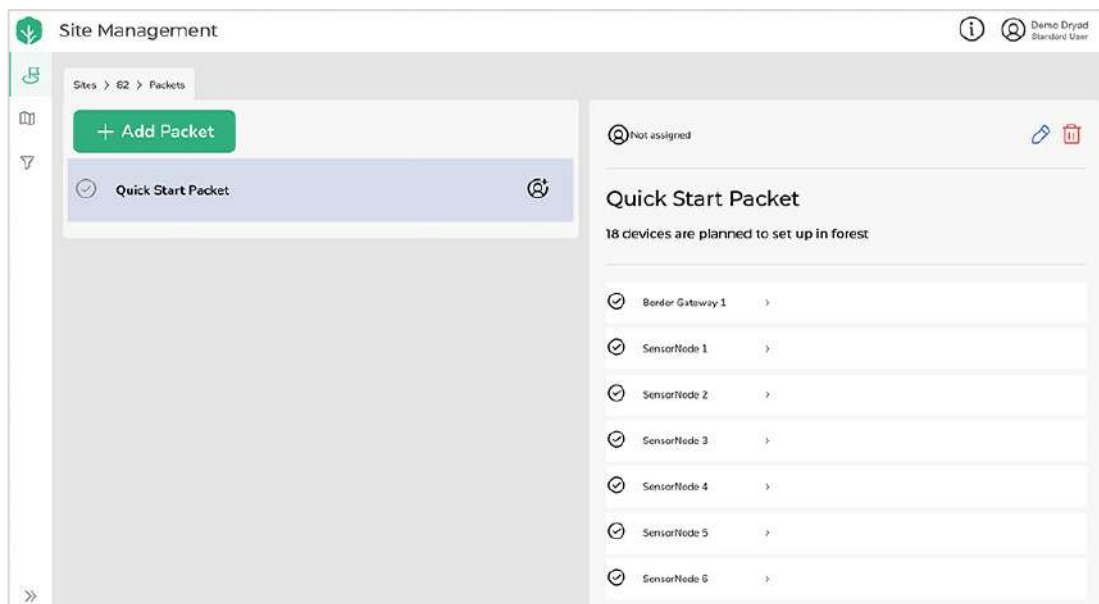 Site Management
Demo Dryad
Standard User
Sites > 62 > Packets
+ Add Packet
Quick Start Packet
Not assigned
Quick Start Packet
18 devices are planned to set up in forest
Border Gateway 1 >
SensorNode 1 >
SensorNode 2 >
SensorNode 3 >
SensorNode 4 >
SensorNode 5 >
SensorNode 6 >